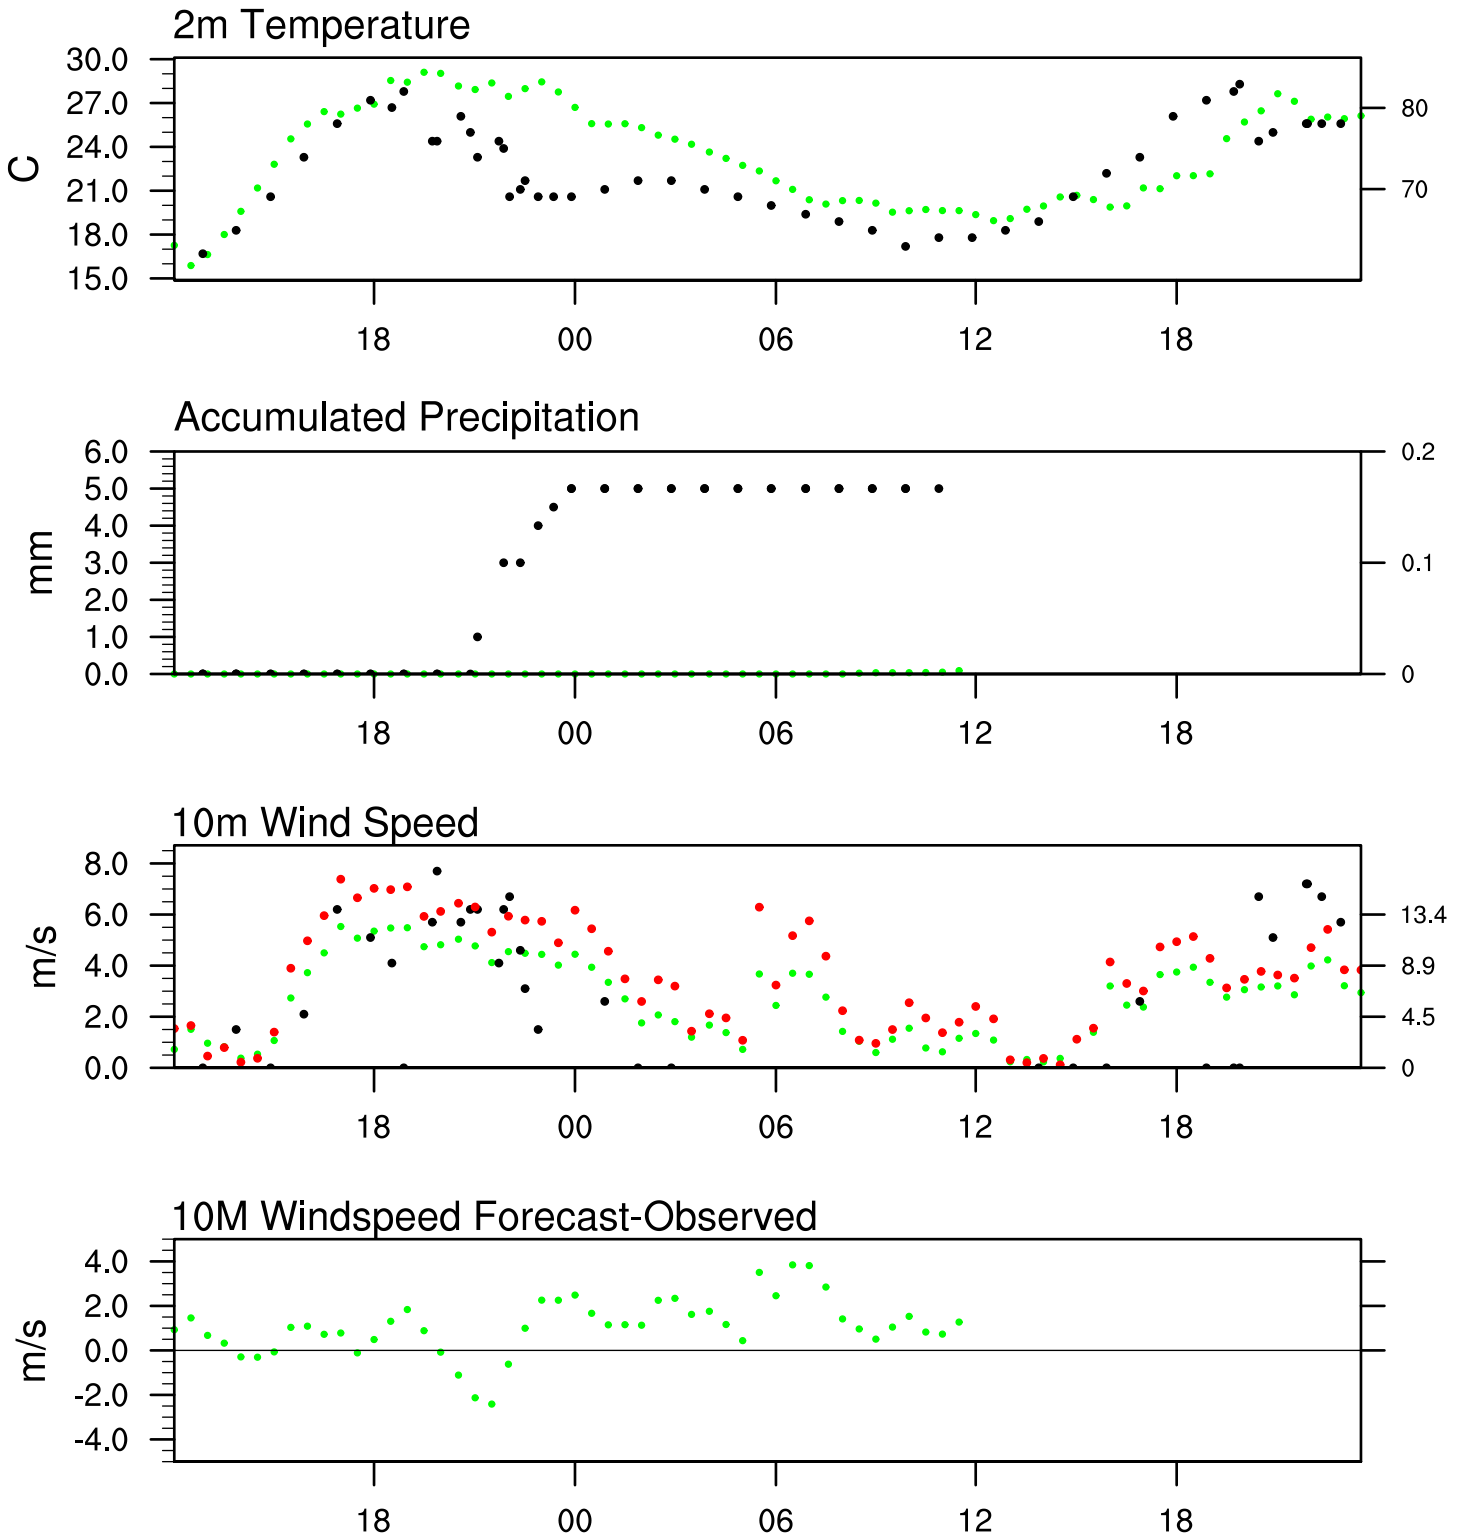 2m Temperature
30.0
27.0
24.0
21.0
18.0
15.0
C
80
70
18 00 06 12 18
Accumulated Precipitation
6.0
5.0
4.0
3.0
2.0
1.0
0.0
mm
0.2
0.1
0
18 00 06 12 18
10m Wind Speed
8.0
6.0
4.0
2.0
0.0
m/s
13.4
8.9
4.5
0
18 00 06 12 18
10M Windspeed Forecast-Observed
4.0
2.0
0.0
-2.0
-4.0
m/s
18 00 06 12 18